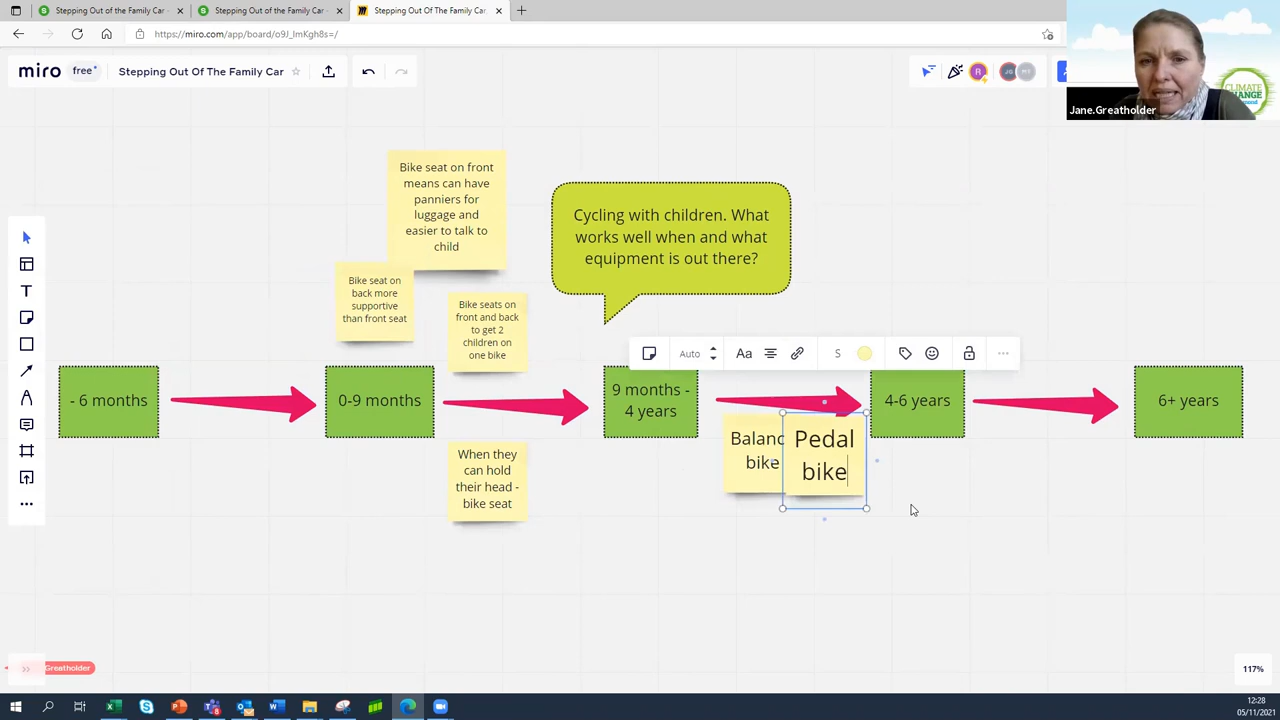 Stepping Out of the Family Car -
Stepping Out of the Family Car -
Stepping Out Of The Family Car,
https://miro.com/app/board/o9J_lmKgh8s=/
miro
free
Stepping Out Of The Family Car
R
JG
MT
Jane.Greatholder
CLIMATE
CHANGE
Bike seat on front
means can have
panniers for
luggage and
easier to talk to
child
Bike seat on
back more
supportive
than front seat
Bike seats on
front and back
to get 2
children on
one bike
Cycling with children. What
works well when and what
equipment is out there?
Auto
Aa
S
- 6 months
0-9 months
9 months -
4 years
4-6 years
6+ years
When they
can hold
their head -
bike seat
Balanc
bike
Pedal
bike
Greatholder
117%
12:28
05/11/2021